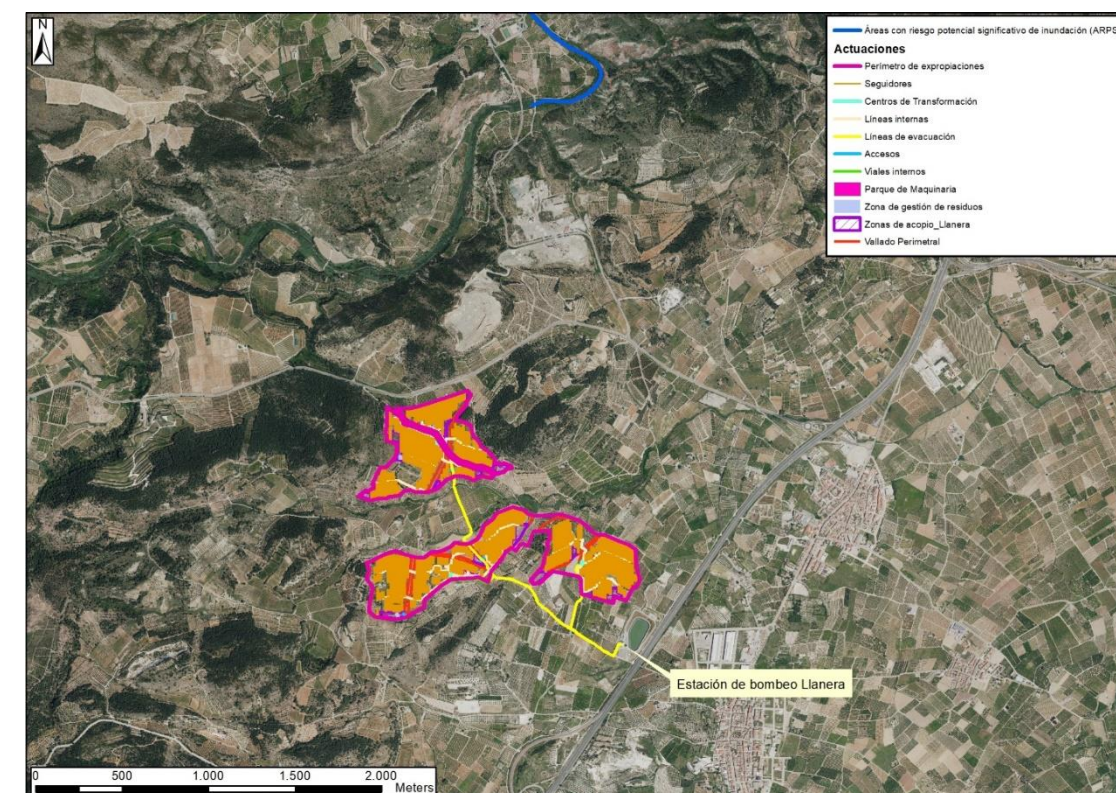 N
Áreas con riesgo potencial significativo de inundación (ARPS
Actuaciones
Perímetro de expropiaciones
Seguidores
Centros de Transformación
Líneas internas
Líneas de evacuación
Accesos
Viales internos
Parque de Maquinaria
Zona de gestión de residuos
Zonas de acopio_Llanera
Vallado Perimetral
Estación de bombeo Llanera
0 500 1.000 1.500 2.000
Meters